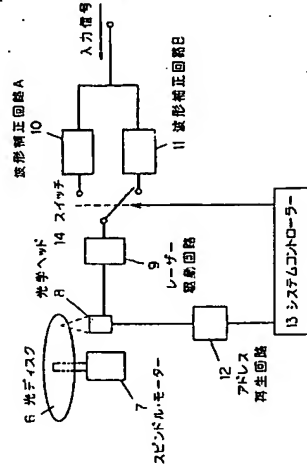 入力信号
波形補正回路A
10
11 波形補正回路B
14 スイッチ
光学ヘッド
8
9
レーザー
駆動回路
6 光ディスク
7
スピンドル・モーター
12
アドレス
再生回路
13 システムコントローラー